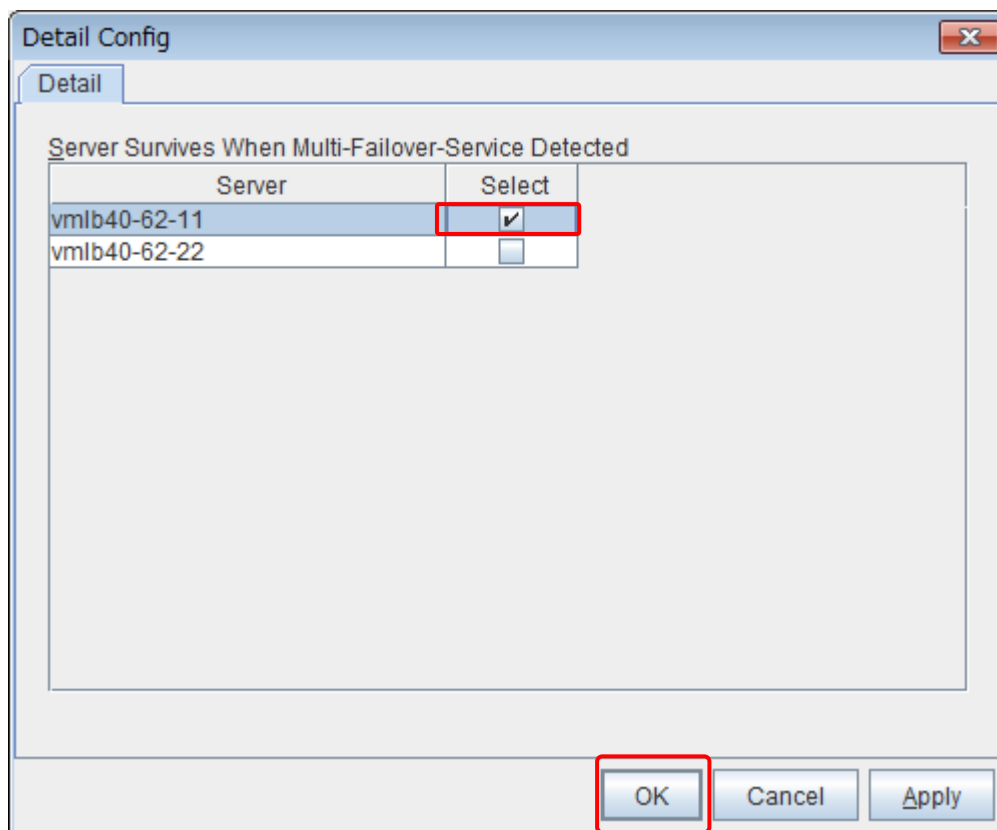 Detail Config
Detail
Server Survives When Multi-Failover-Service Detected
Server Select
vmlb40-62-11
vmlb40-62-22
OK Cancel Apply